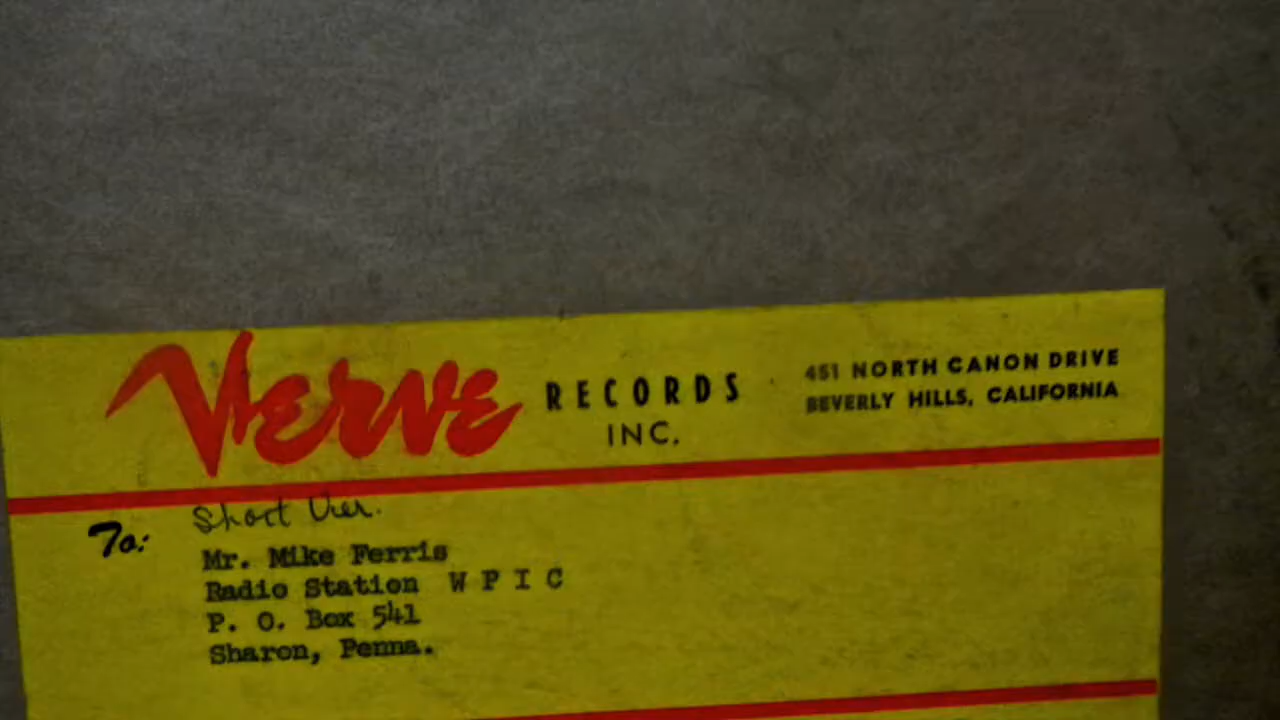 Verve RECORDS
INC.
451 NORTH CANON DRIVE
BEVERLY HILLS, CALIFORNIA
Short Ver.
To:
Mr. Mike Ferris
Radio Station W P I C
P. O. Box 541
Sharon, Penna.